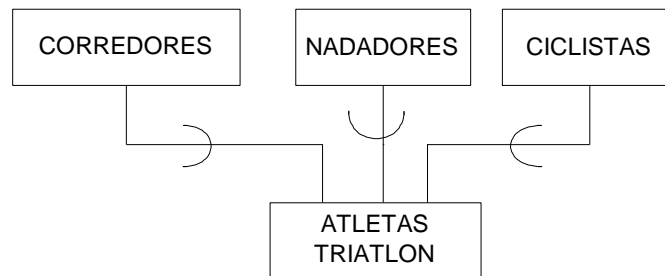 CORREDORES
NADADORES
CICLISTAS
ATLETAS
TRIATLON